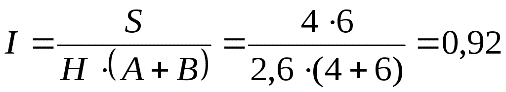 I = S / (H ·(A + B)) = 4 ·6 / (2,6 ·(4 + 6)) = 0,92